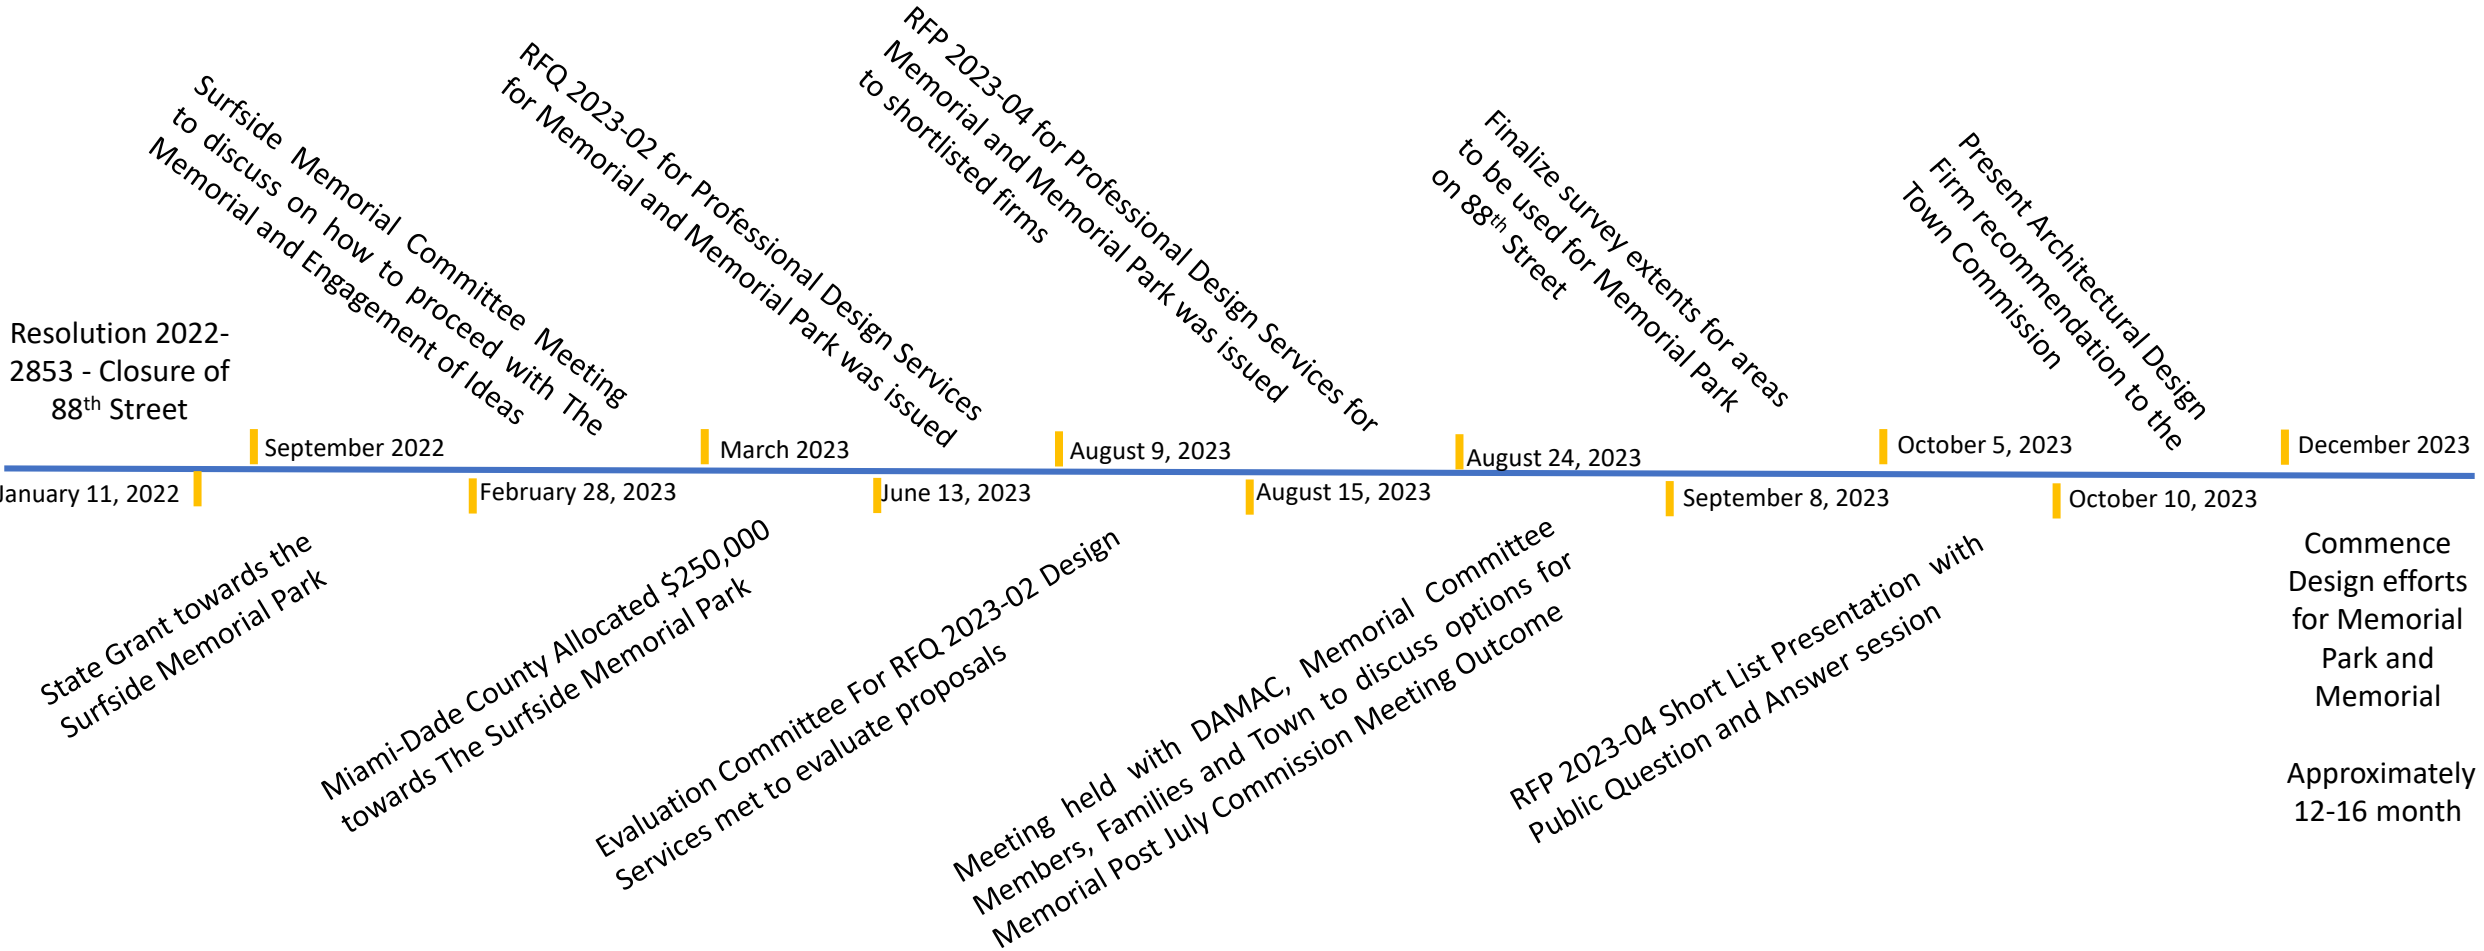 Resolution 2022-
2853 - Closure of
88th Street
Surfside Memorial Committee Meeting
to discuss on how to proceed with The
Memorial and Engagement of Ideas
RFQ 2023-02 for Professional Design Services
for Memorial and Memorial Park was issued
RFP 2023-04 for Professional Design Services for
Memorial and Memorial Park was issued
to shortlisted firms
Finalize survey extents for areas
to be used for Memorial Park
on 88th Street
Present Architectural Design
Firm recommendation to the
Town Commission
September 2022
March 2023
August 9, 2023
August 24, 2023
October 5, 2023
December 2023
January 11, 2022
February 28, 2023
June 13, 2023
August 15, 2023
September 8, 2023
October 10, 2023
State Grant towards the
Surfside Memorial Park
Miami-Dade County Allocated $250,000
towards The Surfside Memorial Park
Evaluation Committee For RFQ 2023-02 Design
Services met to evaluate proposals
Meeting held with DAMAC, Memorial Committee
Members, Families and Town to discuss options for
Memorial Post July Commission Meeting Outcome
RFP 2023-04 Short List Presentation with
Public Question and Answer session
Commence
Design efforts
for Memorial
Park and
Memorial
Approximately
12-16 month